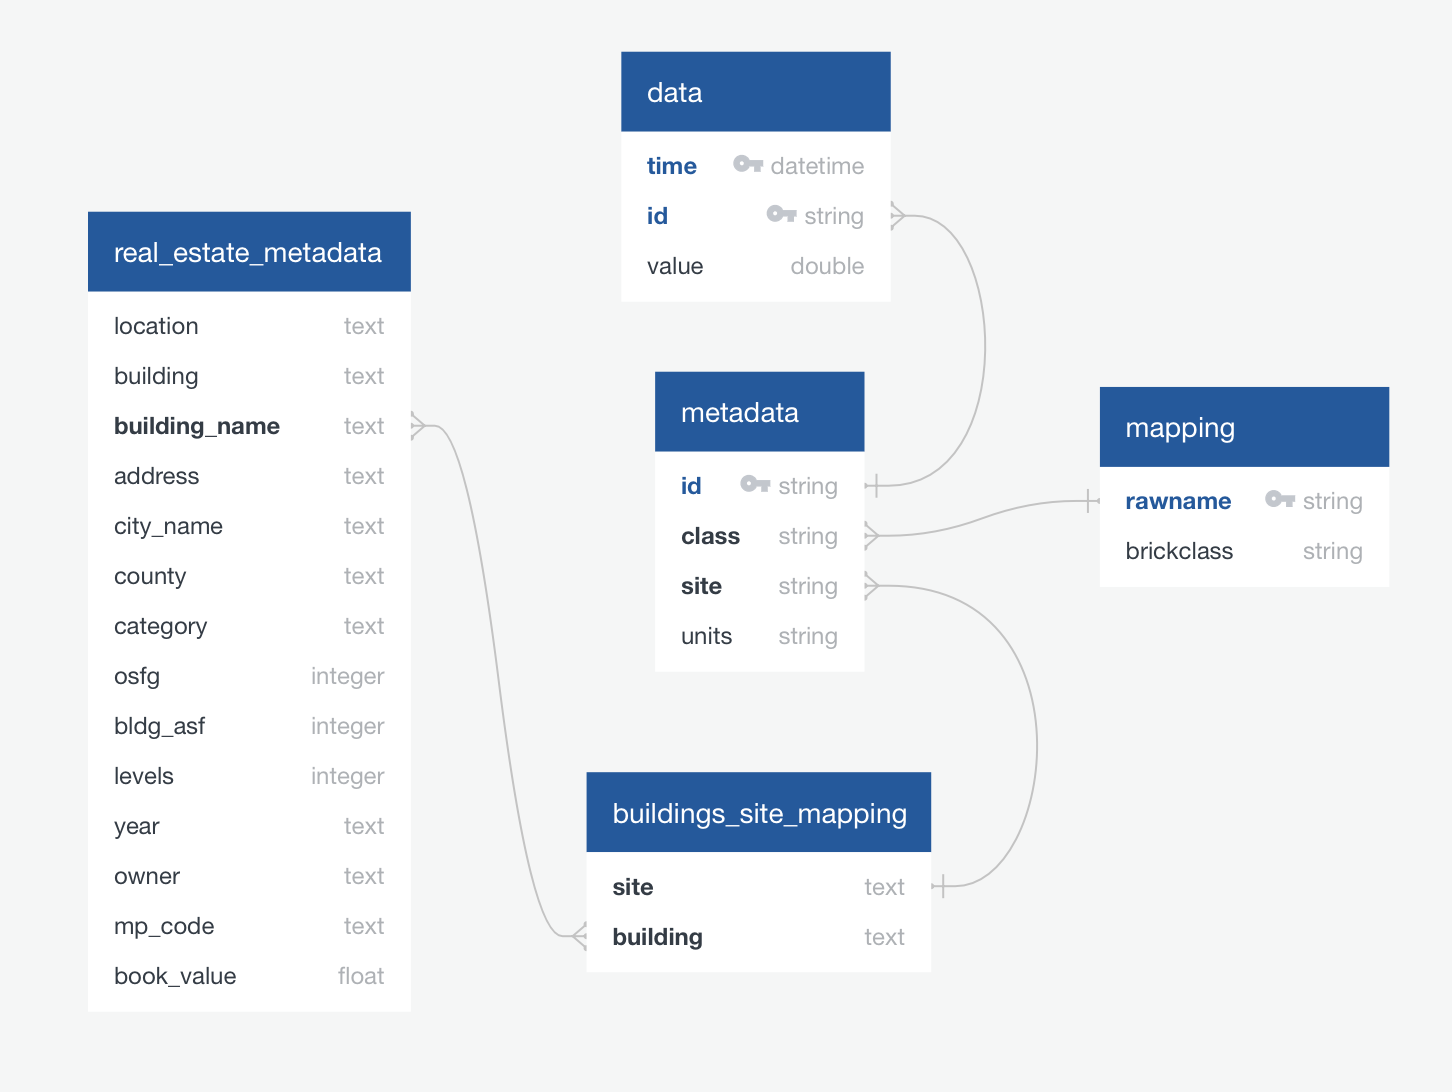 data
time datetime
id string
value double
real_estate_metadata
location text
building text
building_name text
address text
city_name text
county text
category text
osfg integer
bldg_asf integer
levels integer
year text
owner text
mp_code text
book_value float
metadata
id string
class string
site string
units string
mapping
rawname string
brickclass string
buildings_site_mapping
site text
building text